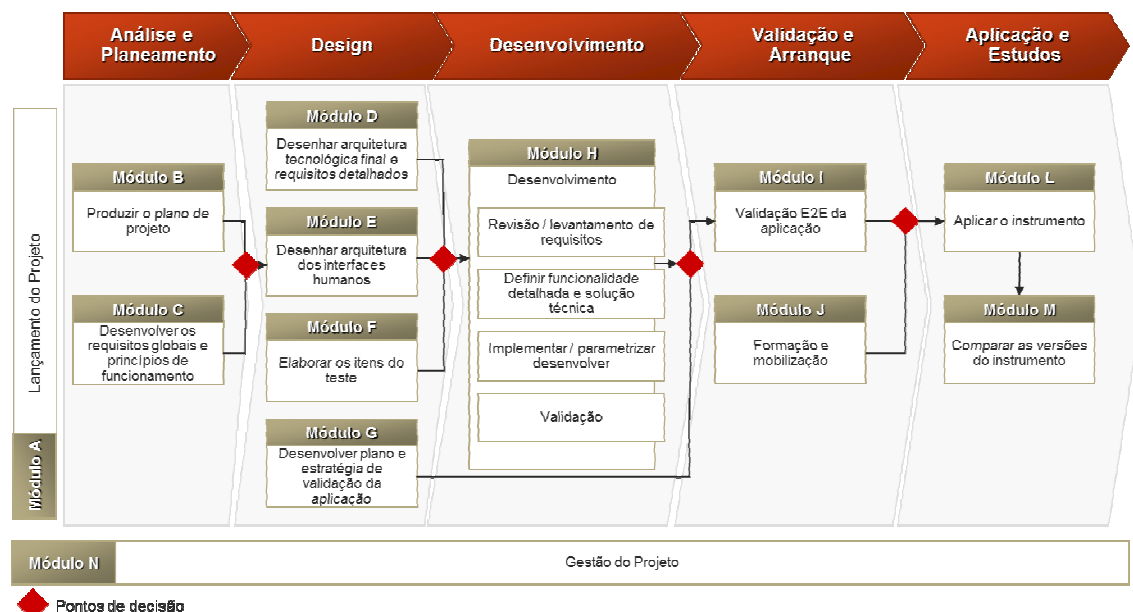 Análise e
Planeamento
Design
Desenvolvimento
Validação e
Arranque
Aplicação e
Estudos
Lançamento do Projeto
Módulo A
Módulo B
Produzir o plano de
projeto
Módulo C
Desenvolver os
requisitos globais e
princípios de
funcionamento
Módulo D
Desenhar arquitetura
tecnológica final e
requisitos detalhados
Módulo E
Desenhar arquitetura
dos interfaces
humanos
Módulo F
Elaborar os itens do
teste
Módulo G
Desenvolver plano e
estratégia de
validação da
aplicação
Módulo H
Desenvolvimento
Revisão / levantamento de
requisitos
Definir funcionalidade
detalhada e solução
técnica
Implementar / parametrizar
desenvolver
Validação
Módulo I
Validação E2E da
aplicação
Módulo J
Formação e
mobilização
Módulo L
Aplicar o instrumento
Módulo M
Comparar as versões
do instrumento
Módulo N
Gestão do Projeto
Pontos de decisão